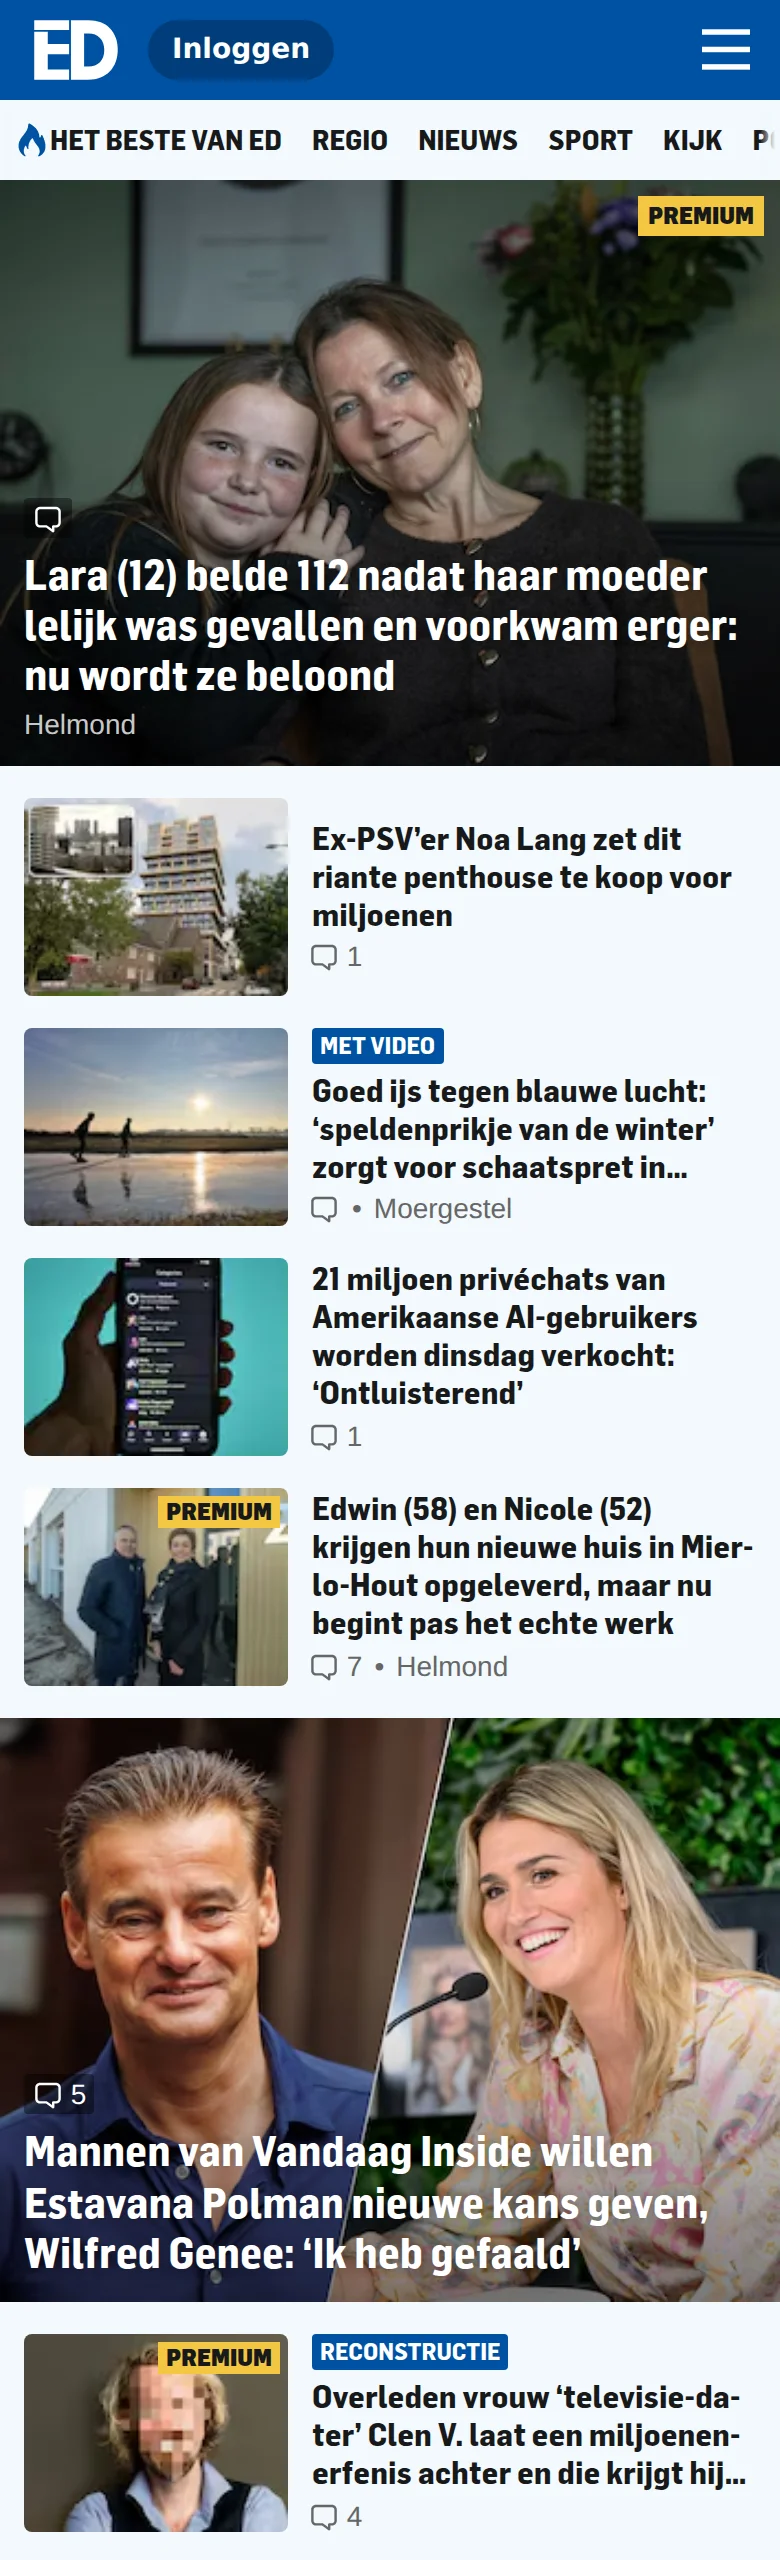 ED
Inloggen
HET BESTE VAN ED
REGIO
NIEUWS
SPORT
KIJK
PREMIUM
Lara (12) belde 112 nadat haar moeder
lelijk was gevallen en voorkwam erger:
nu wordt ze beloond
Helmond
Ex-PSV’er Noa Lang zet dit
riante penthouse te koop voor
miljoenen
1
MET VIDEO
Goed ijs tegen blauwe lucht:
‘speldenprikje van de winter’
zorgt voor schaatspret in...
• Moergestel
21 miljoen privéchats van
Amerikaanse AI-gebruikers
worden dinsdag verkocht:
‘Ontluisterend’
1
PREMIUM
Edwin (58) en Nicole (52)
krijgen hun nieuwe huis in Mier-
lo-Hout opgeleverd, maar nu
begint pas het echte werk
7 • Helmond
5
Mannen van Vandaag Inside willen
Estavana Polman nieuwe kans geven,
Wilfred Genee: ‘Ik heb gefaald’
PREMIUM
RECONSTRUCTIE
Overleden vrouw ‘televisie-da-
ter’ Clen V. laat een miljoenen-
erfenis achter en die krijgt hij...
4